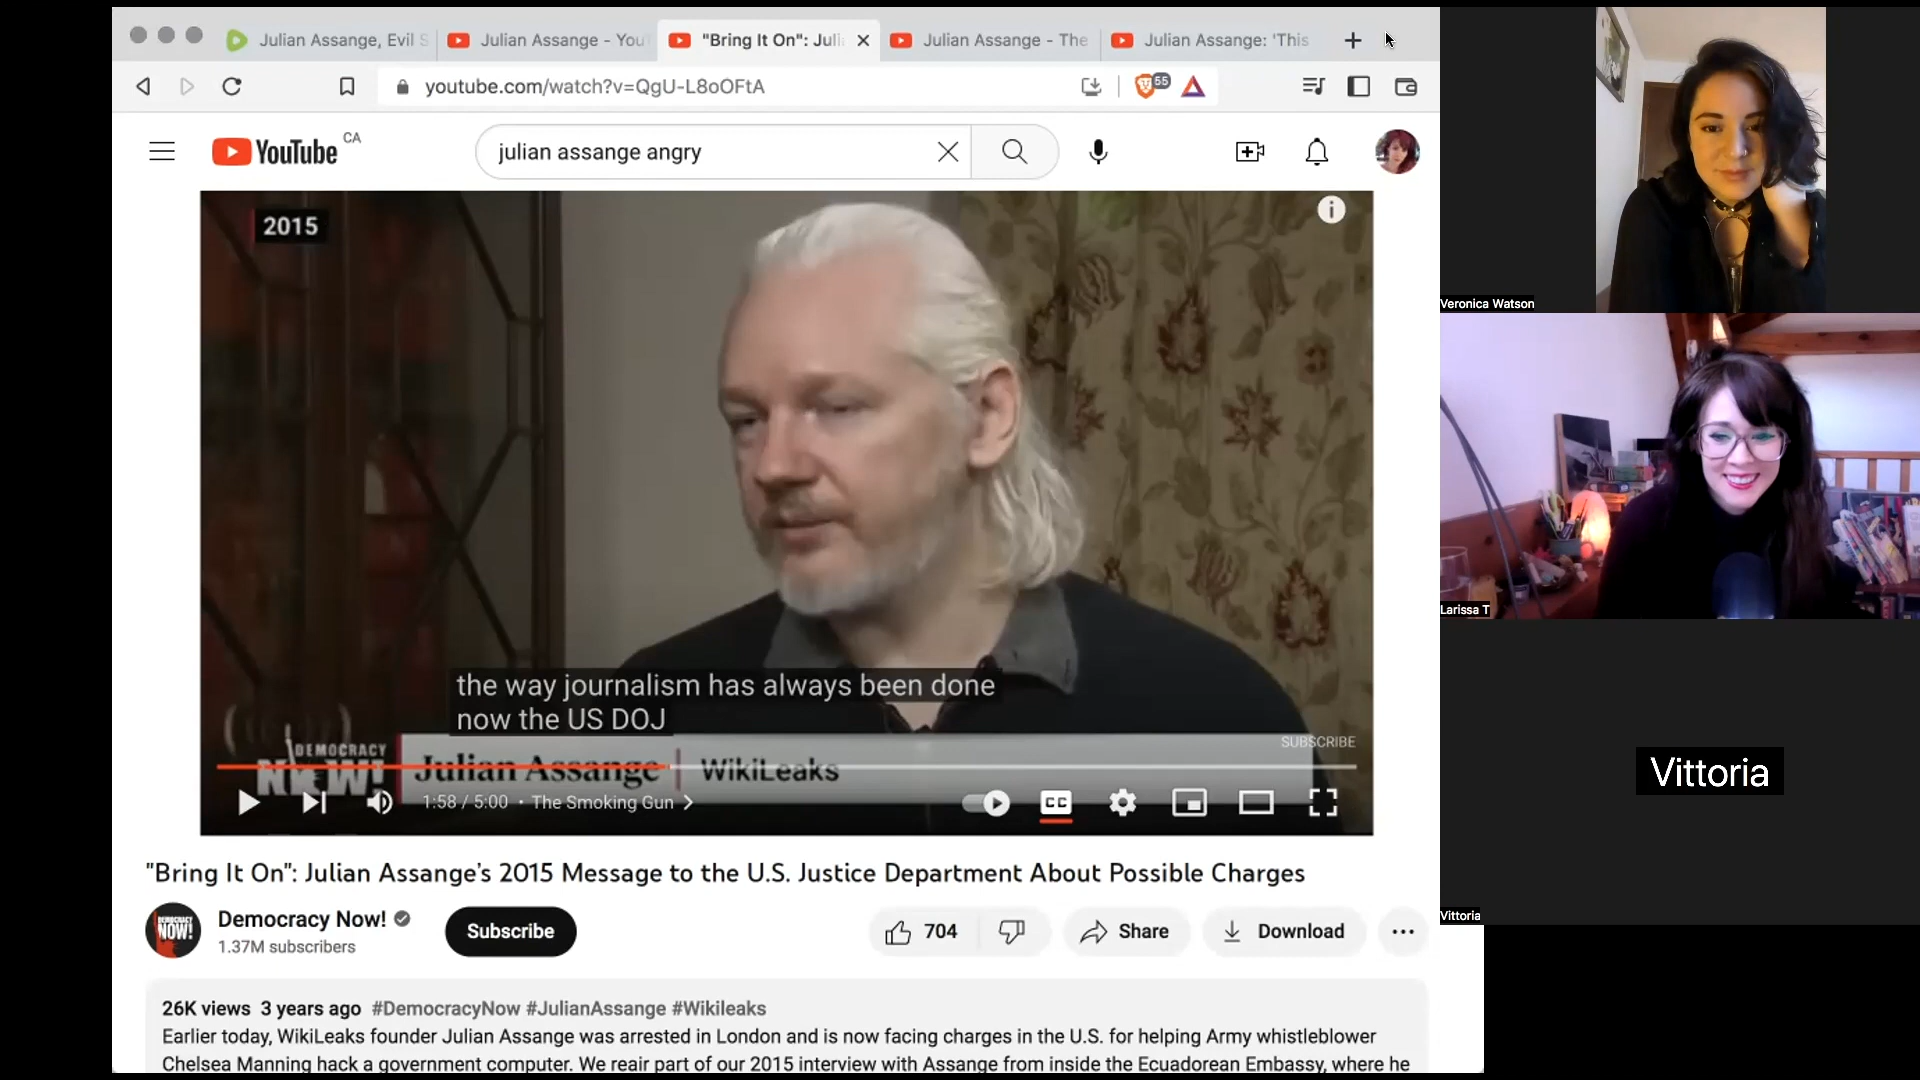 Julian Assange, Evil S
Julian Assange - You
"Bring It On": Juli
Julian Assange - The
Julian Assange: 'This
youtube.com/watch?v=QgU-L8oOFtA
55
YouTube CA
julian assange angry
2015
the way journalism has always been done
now the US DOJ
SUBSCRIBE
DEMOCRACY
NOW!
Julian Assange | WikiLeaks
1:58 / 5:00 • The Smoking Gun
CC
"Bring It On": Julian Assange's 2015 Message to the U.S. Justice Department About Possible Charges
DEMOCRACY
NOW!
Democracy Now!
1.37M subscribers
Subscribe
704
Share
Download
26K views 3 years ago #DemocracyNow #JulianAssange #Wikileaks
Earlier today, WikiLeaks founder Julian Assange was arrested in London and is now facing charges in the U.S. for helping Army whistleblower
Chelsea Manning hack a government computer. We reair part of our 2015 interview with Assange from inside the Ecuadorean Embassy, where he
Veronica Watson
Larissa T
Vittoria
Vittoria